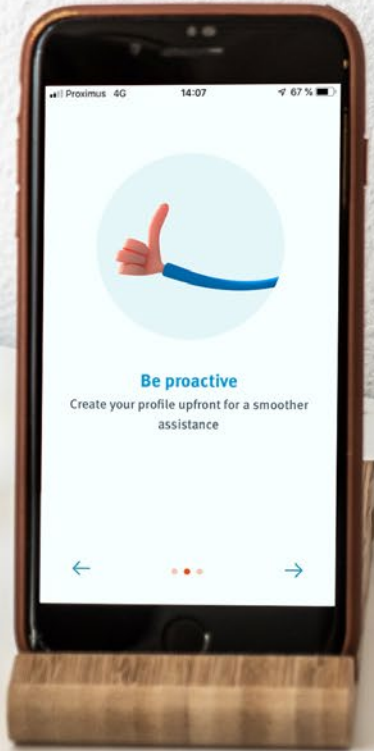 Proximus 4G 14:07 67 %
Be proactive
Create your profile upfront for a smoother
assistance